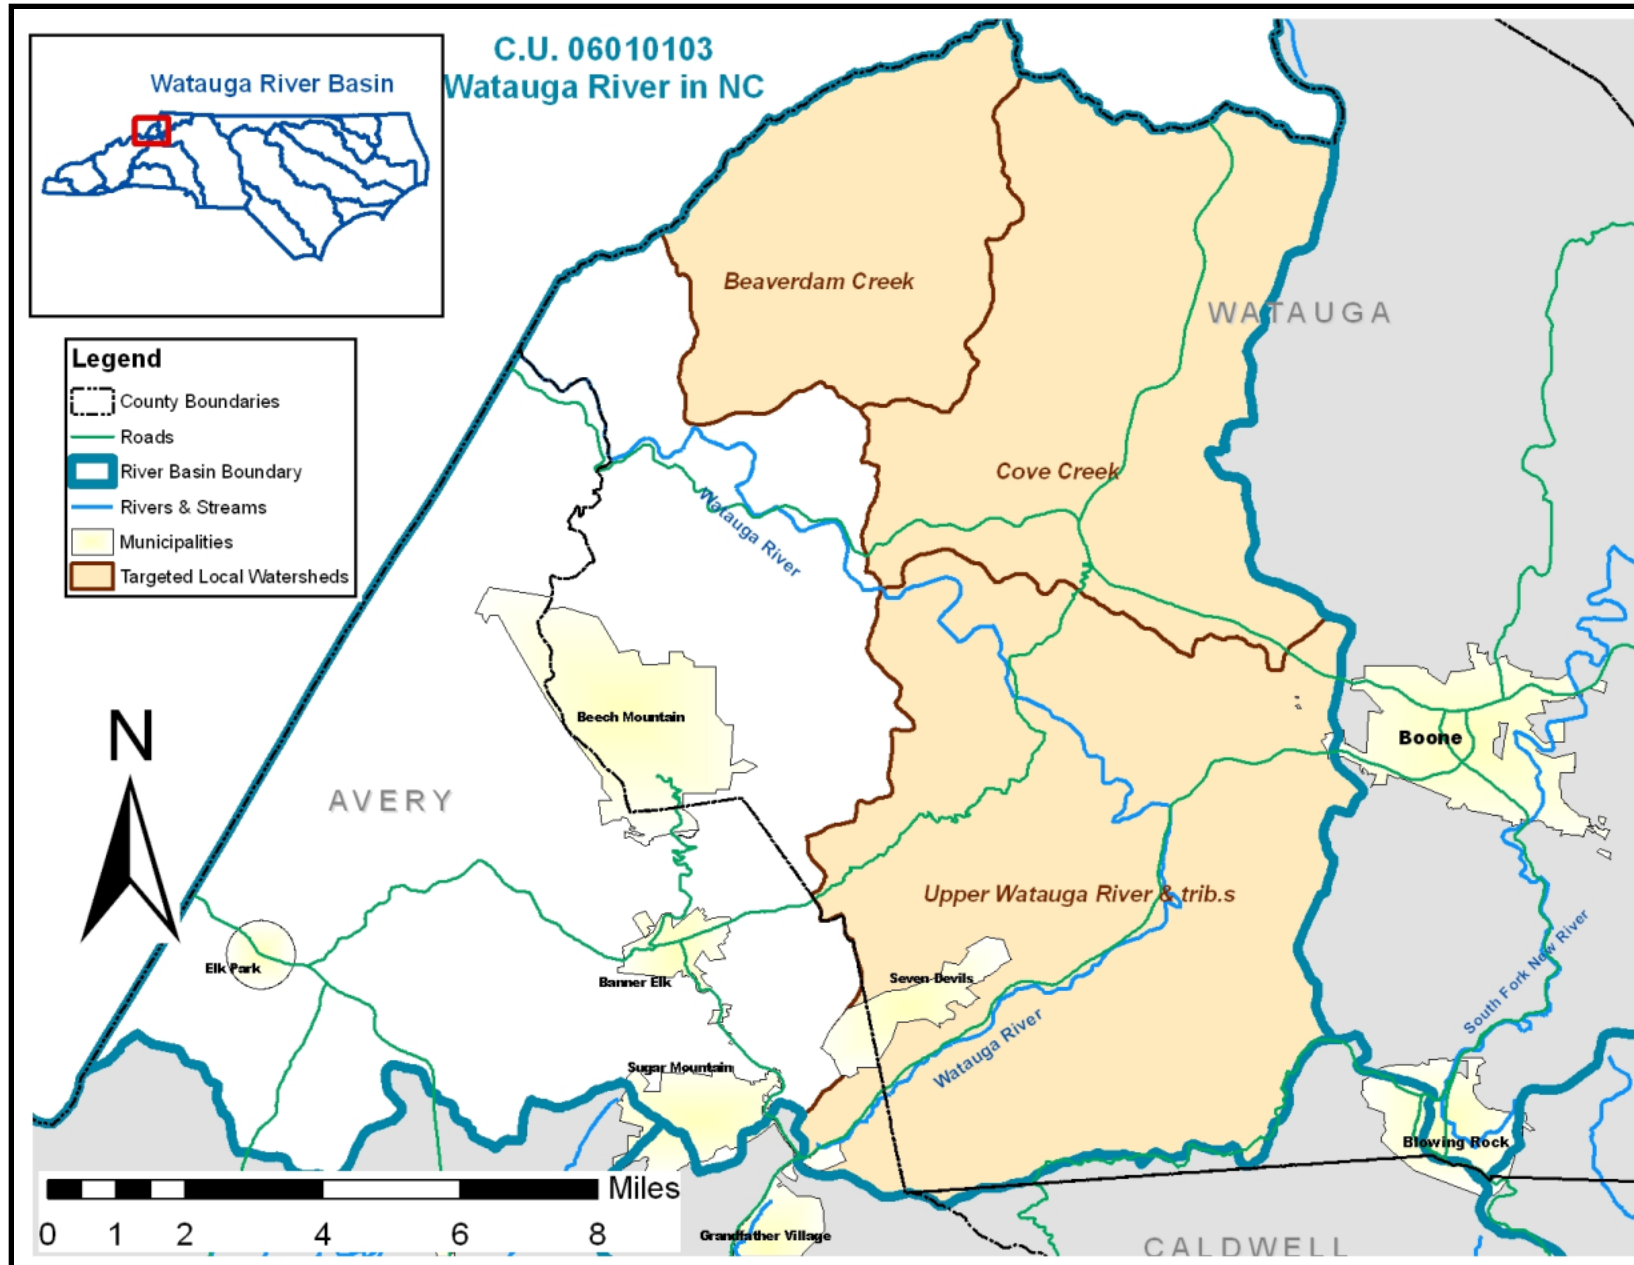 C.U. 06010103
Watauga River in NC
Watauga River Basin
Legend
County Boundaries
Roads
River Basin Boundary
Rivers & Streams
Municipalities
Targeted Local Watersheds
Beaverdam Creek
WATAUGA
Cove Creek
Watauga River
Beech Mountain
Boone
N
AVERY
Upper Watauga River & trib.s
Elk Park
Banner Elk
Seven Devils
South Fork New River
Watauga River
Sugar Mountain
Blowing Rock
Miles
0 1 2 4 6 8
Grandfather Village
CALDWELL